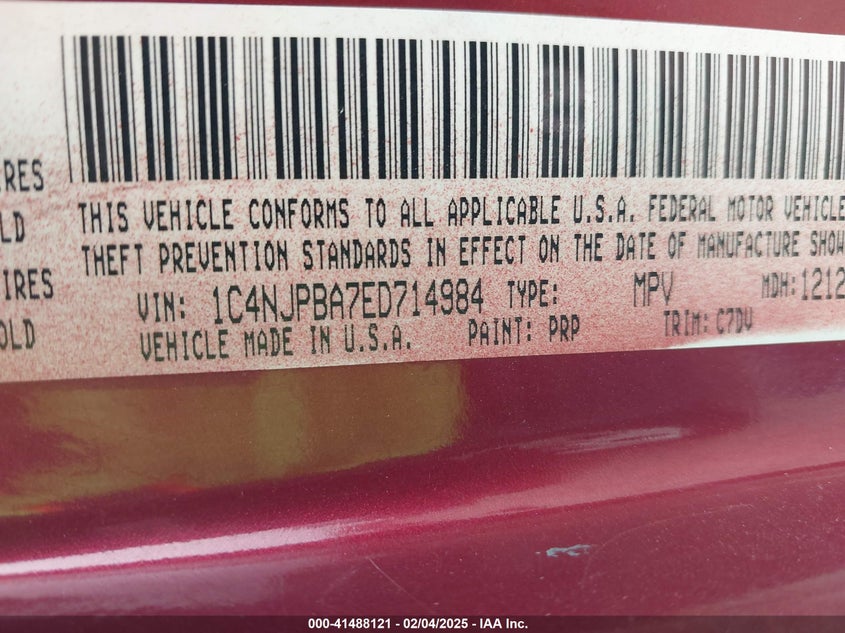 THIS VEHICLE CONFORMS TO ALL APPLICABLE U.S.A. FEDERAL MOTOR VEHICLE
THEFT PREVENTION STANDARDS IN EFFECT ON THE DATE OF MANUFACTURE SHOW
VIN: 1C4NJPBA7ED714984 TYPE: MPV MDH:1212
VEHICLE MADE IN U.S.A. PAINT: PRP TRIM: C7DV
IRES
LD
IRES
OLD
000-41488121 - 02/04/2025 - IAA Inc.